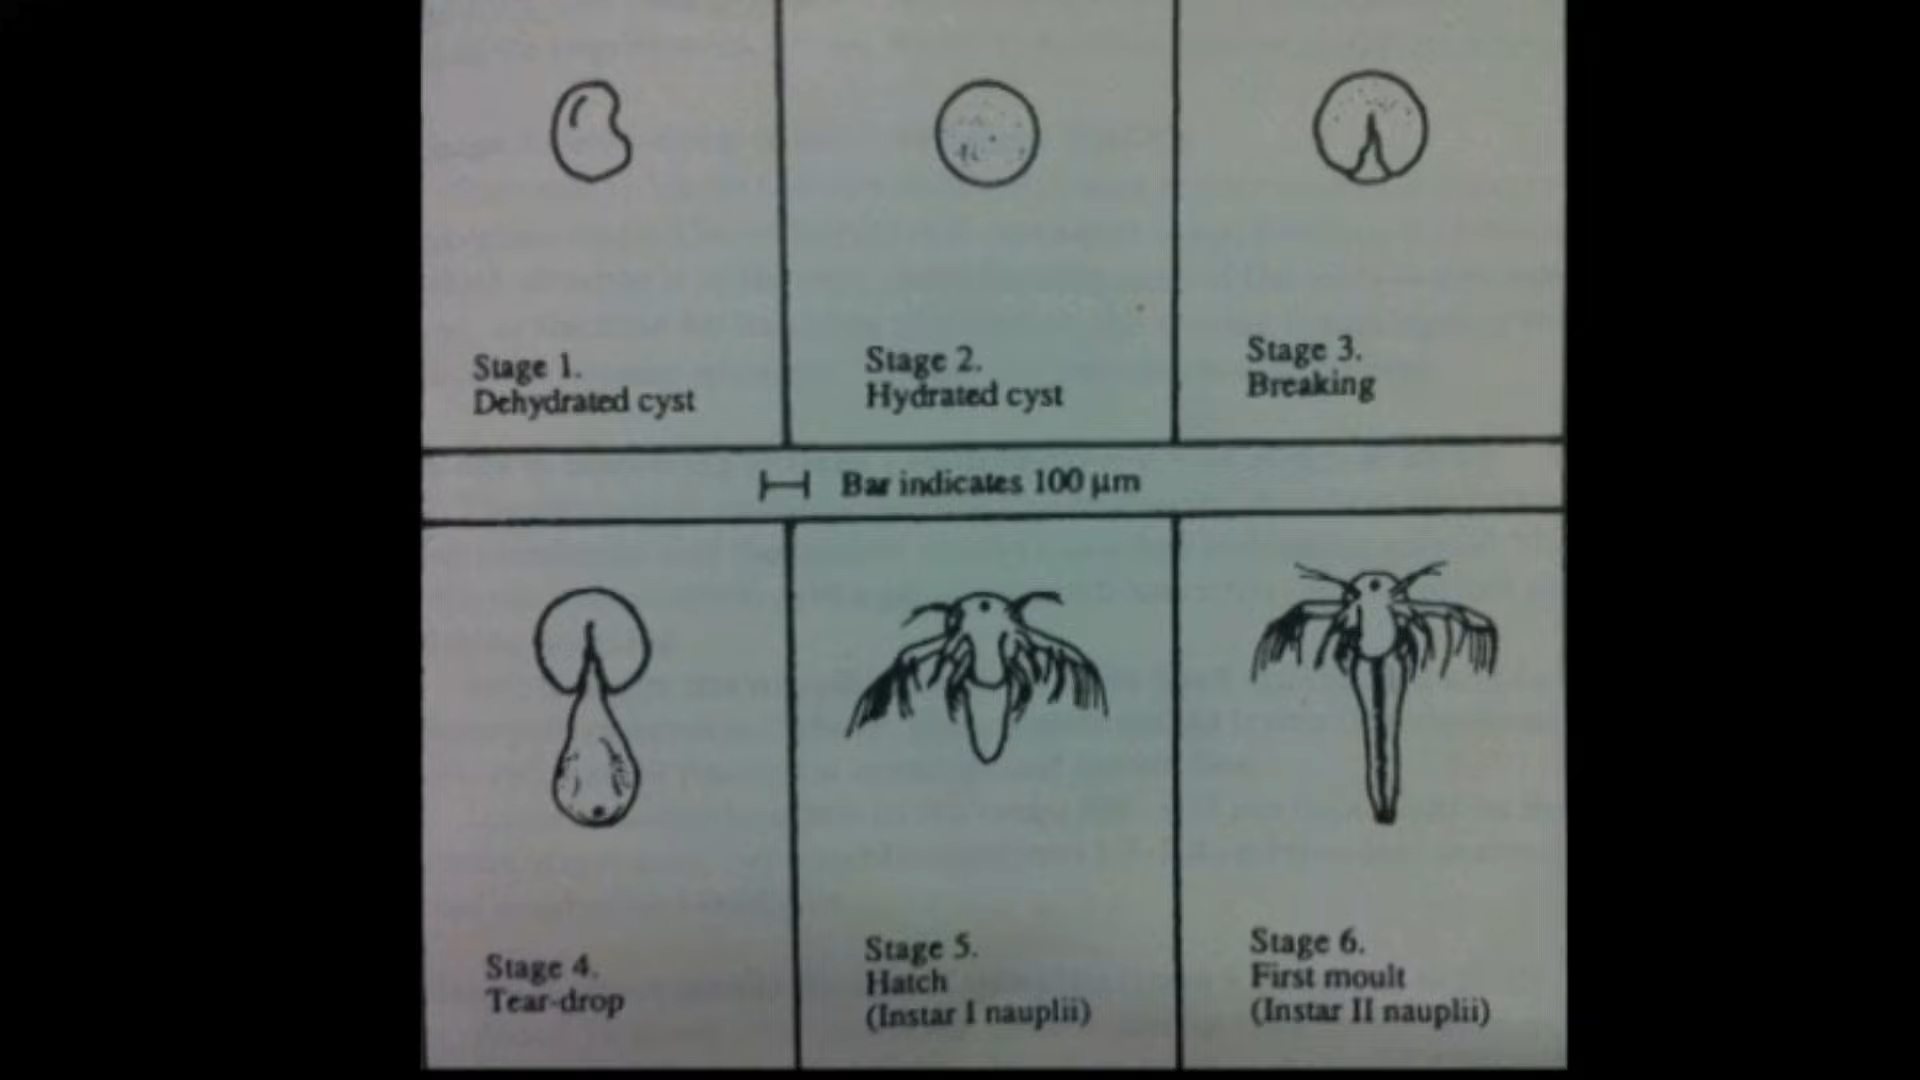 Stage 1.
Dehydrated cyst
Stage 2.
Hydrated cyst
Stage 3.
Breaking
Bar indicates 100 µm
Stage 4.
Tear-drop
Stage 5.
Hatch
(Instar I nauplii)
Stage 6.
First moult
(Instar II nauplii)